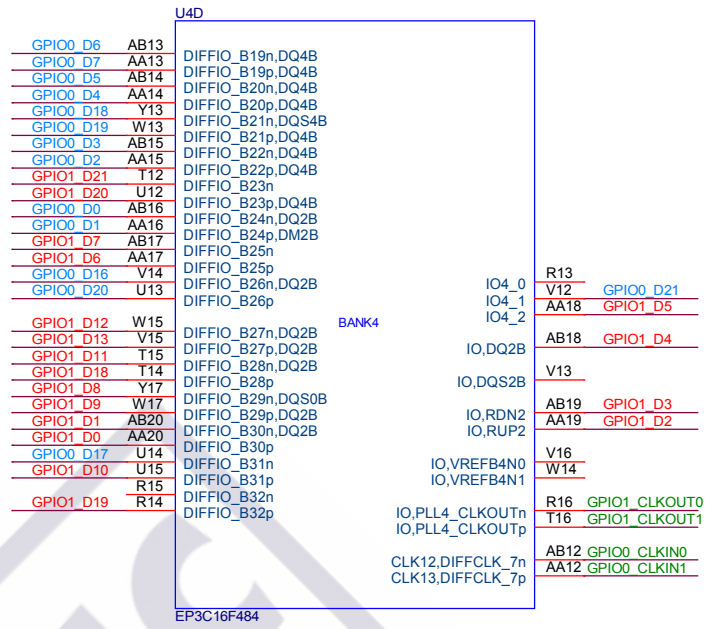 U4D
GPIO0_D6 AB13 DIFFIO_B19n,DQ4B
GPIO0_D7 AA13 DIFFIO_B19p,DQ4B
GPIO0_D5 AB14 DIFFIO_B20n,DQ4B
GPIO0_D4 AA14 DIFFIO_B20p,DQ4B
GPIO0_D18 Y13 DIFFIO_B21n,DQS4B
GPIO0_D19 W13 DIFFIO_B21p,DQ4B
GPIO0_D3 AB15 DIFFIO_B22n,DQ4B
GPIO0_D2 AA15 DIFFIO_B22p,DQ4B
GPIO1_D21 T12 DIFFIO_B23n
GPIO1_D20 U12 DIFFIO_B23p,DQ4B
GPIO0_D0 AB16 DIFFIO_B24n,DQ2B
GPIO0_D1 AA16 DIFFIO_B24p,DM2B
GPIO1_D7 AB17 DIFFIO_B25n
GPIO1_D6 AA17 DIFFIO_B25p
GPIO0_D16 V14 DIFFIO_B26n,DQ2B
GPIO0_D20 U13 DIFFIO_B26p
GPIO1_D12 W15 DIFFIO_B27n,DQ2B
GPIO1_D13 V15 DIFFIO_B27p,DQ2B
GPIO1_D11 T15 DIFFIO_B28n,DQ2B
GPIO1_D18 T14 DIFFIO_B28p
GPIO1_D8 Y17 DIFFIO_B29n,DQS0B
GPIO1_D9 W17 DIFFIO_B29p,DQ2B
GPIO1_D1 AB20 DIFFIO_B30n,DQ2B
GPIO1_D0 AA20 DIFFIO_B30p
GPIO0_D17 U14 DIFFIO_B31n
GPIO1_D10 U15 DIFFIO_B31p
R15 DIFFIO_B32n
GPIO1_D19 R14 DIFFIO_B32p
BANK4
IO4_0 R13
IO4_1 V12 GPIO0_D21
IO4_2 AA18 GPIO1_D5
IO,DQ2B AB18 GPIO1_D4
IO,DQS2B V13
IO,RDN2 AB19 GPIO1_D3
IO,RUP2 AA19 GPIO1_D2
IO,VREFB4N0 V16
IO,VREFB4N1 W14
IO,PLL4_CLKOUTn R16 GPIO1_CLKOUT0
IO,PLL4_CLKOUTp T16 GPIO1_CLKOUT1
CLK12,DIFFCLK_7n AB12 GPIO0_CLKIN0
CLK13,DIFFCLK_7p AA12 GPIO0_CLKIN1
EP3C16F484